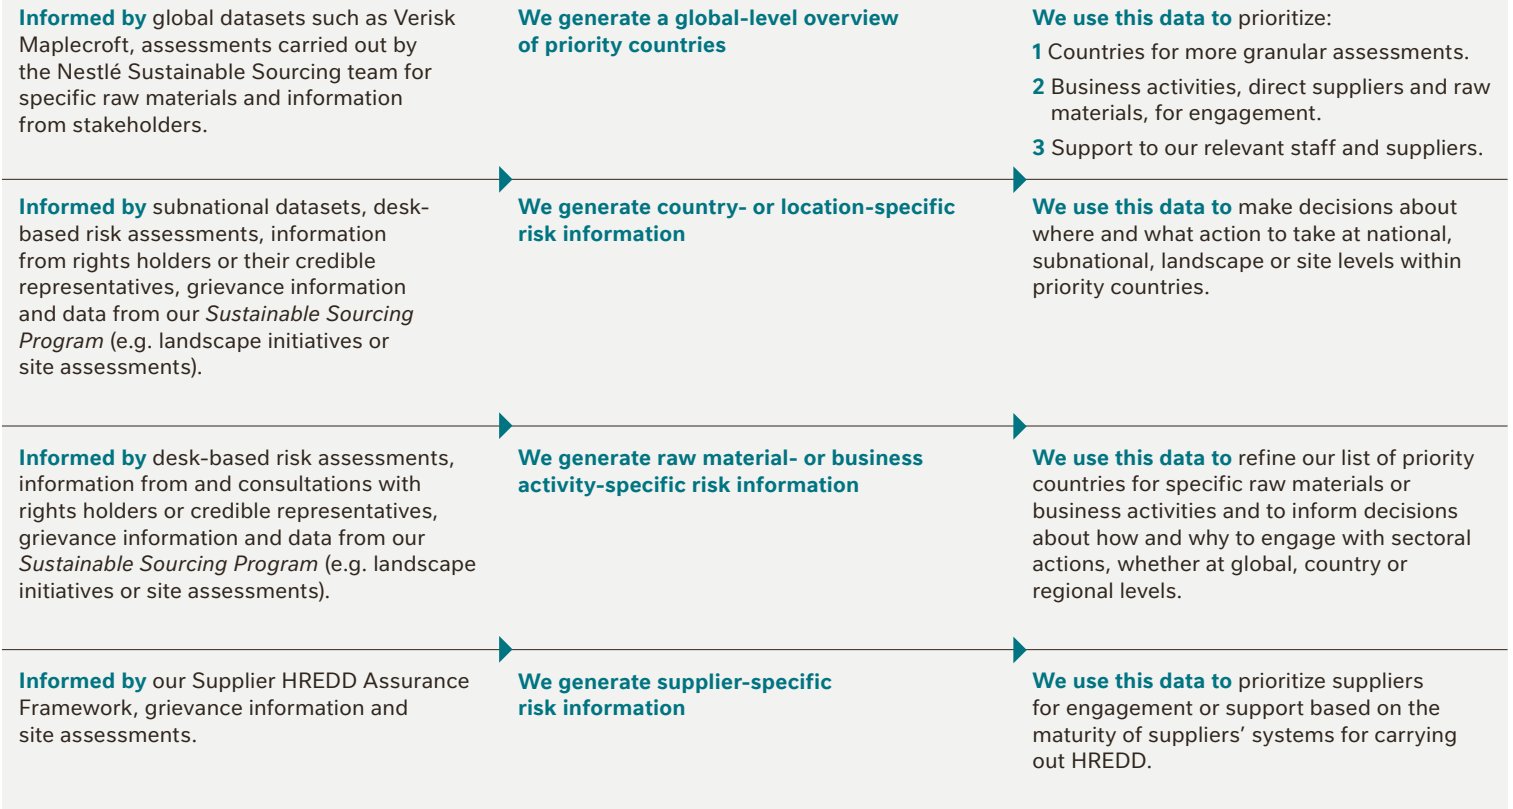 Informed by global datasets such as Verisk
Maplecroft, assessments carried out by
the Nestlé Sustainable Sourcing team for
specific raw materials and information
from stakeholders.
We generate a global-level overview
of priority countries
We use this data to prioritize:
1 Countries for more granular assessments.
2 Business activities, direct suppliers and raw
materials, for engagement.
3 Support to our relevant staff and suppliers.
Informed by subnational datasets, desk-
based risk assessments, information
from rights holders or their credible
representatives, grievance information
and data from our Sustainable Sourcing
Program (e.g. landscape initiatives or
site assessments).
We generate country- or location-specific
risk information
We use this data to make decisions about
where and what action to take at national,
subnational, landscape or site levels within
priority countries.
Informed by desk-based risk assessments,
information from and consultations with
rights holders or credible representatives,
grievance information and data from our
Sustainable Sourcing Program (e.g. landscape
initiatives or site assessments).
We generate raw material- or business
activity-specific risk information
We use this data to refine our list of priority
countries for specific raw materials or
business activities and to inform decisions
about how and why to engage with sectoral
actions, whether at global, country or
regional levels.
Informed by our Supplier HREDD Assurance
Framework, grievance information and
site assessments.
We generate supplier-specific
risk information
We use this data to prioritize suppliers
for engagement or support based on the
maturity of suppliers’ systems for carrying
out HREDD.